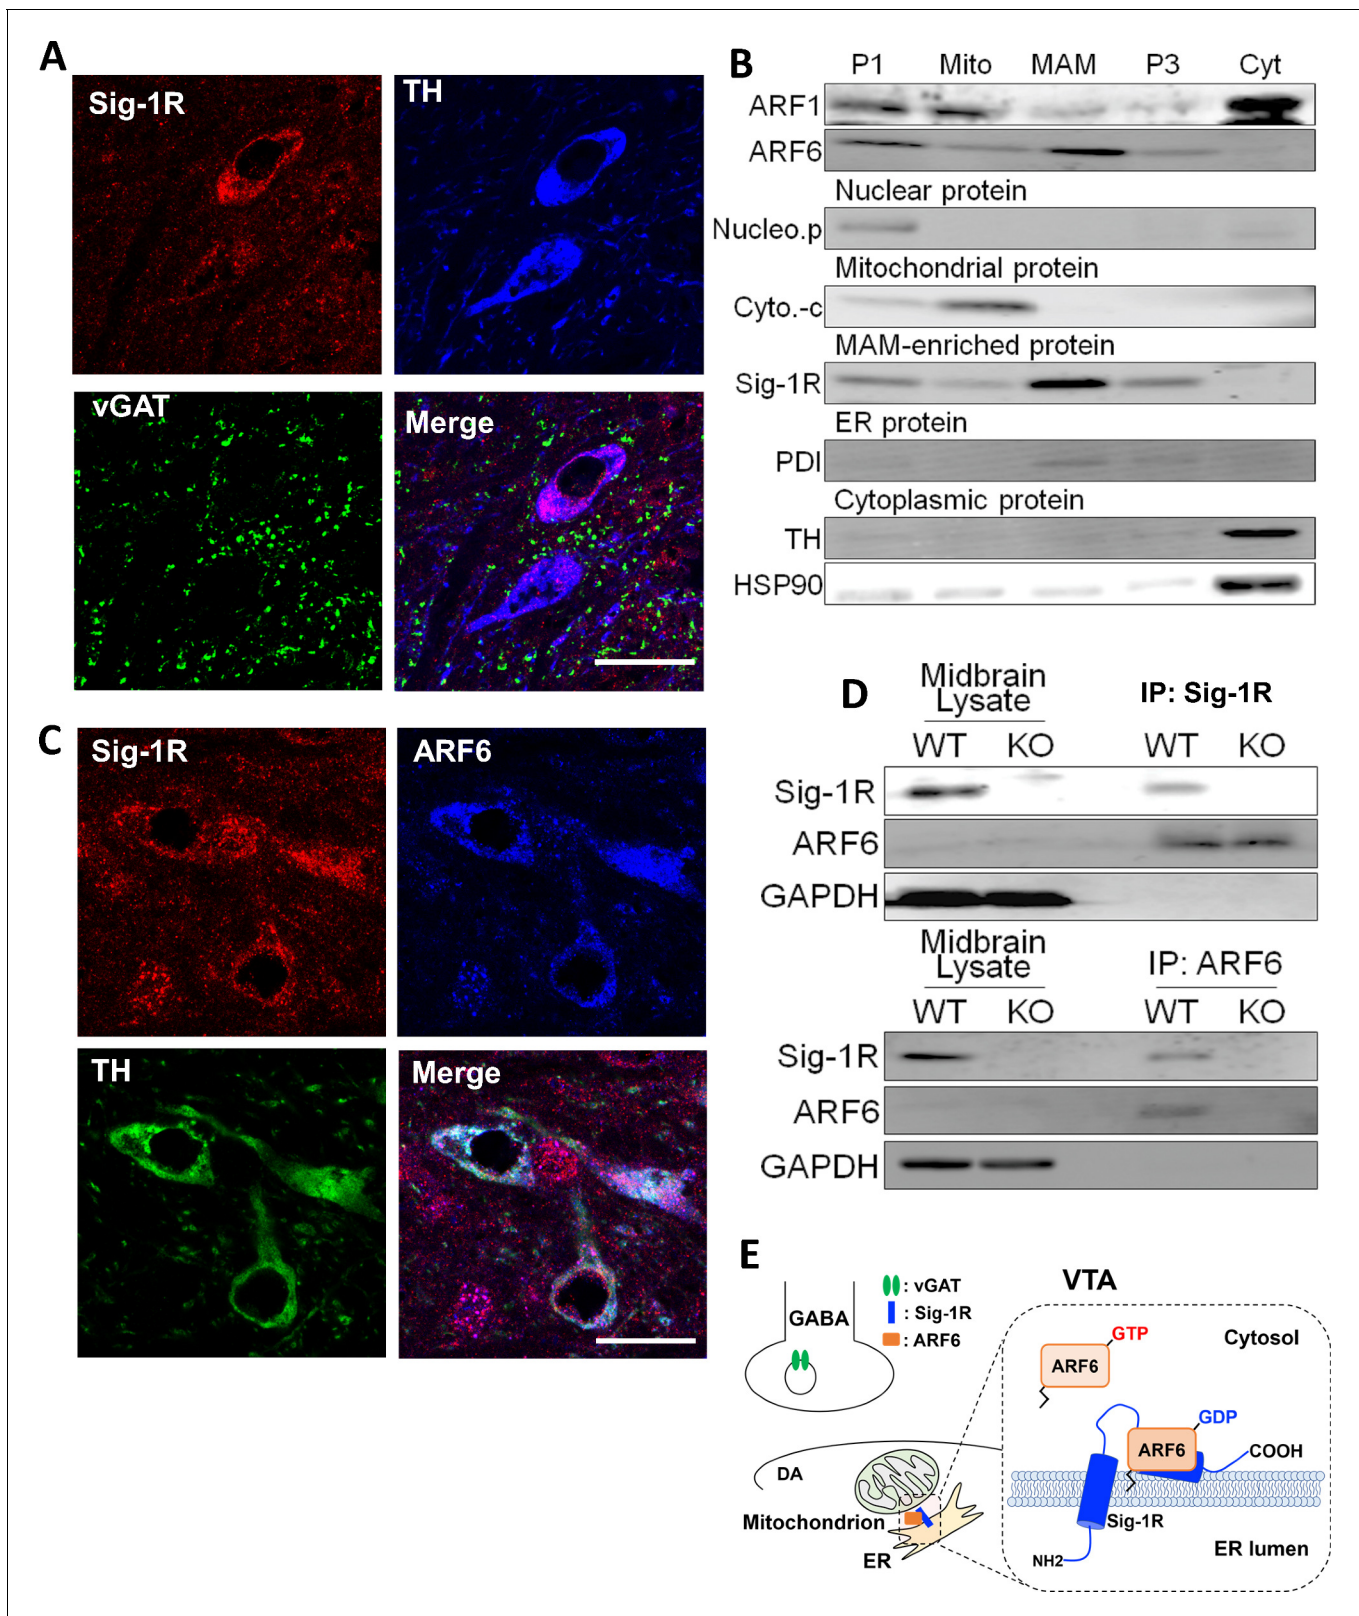 A
Sig-1R
TH
vGAT
Merge
B
P1 Mito MAM P3 Cyt
ARF1
ARF6
Nuclear protein
Nucleo.p
Mitochondrial protein
Cyto.-c
MAM-enriched protein
Sig-1R
ER protein
PDI
Cytoplasmic protein
TH
HSP90
C
Sig-1R
ARF6
TH
Merge
D
Midbrain
Lysate
IP: Sig-1R
WT KO WT KO
Sig-1R
ARF6
GAPDH
Midbrain
Lysate
IP: ARF6
WT KO WT KO
Sig-1R
ARF6
GAPDH
E
VTA
GABA
: vGAT
: Sig-1R
: ARF6
DA
Mitochondrion
ER
GTP
Cytosol
ARF6
GDP
ARF6
COOH
Sig-1R
NH2
ER lumen